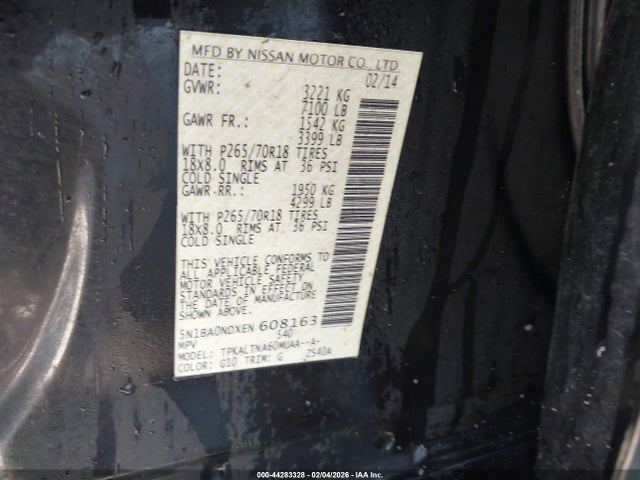 MFD BY NISSAN MOTOR CO., LTD.
DATE: 02/14
GVWR: 3221 KG
7100 LB
GAWR FR.: 1542 KG
3399 LB
WITH P265/70R18 TIRES
18X8.0 RIMS AT 36 PSI
COLD SINGLE
GAWR-RR.: 1950 KG
4299 LB
WITH P265/70R18 TIRES
18X8.0 RIMS AT 36 PSI
COLD SINGLE
THIS VEHICLE CONFORMS TO
ALL APPLICABLE FEDERAL
MOTOR VEHICLE SAFETY
STANDARDS IN EFFECT ON
THE DATE OF MANUFACTURE
SHOWN ABOVE.
5N1BA0NDXEN 608163
MPV S40
MODEL: TPKALTNA60MUAA--A-
COLOR: G10 TRIM: G ZS40A
000-44283328 - 02/04/2026 - IAA Inc.